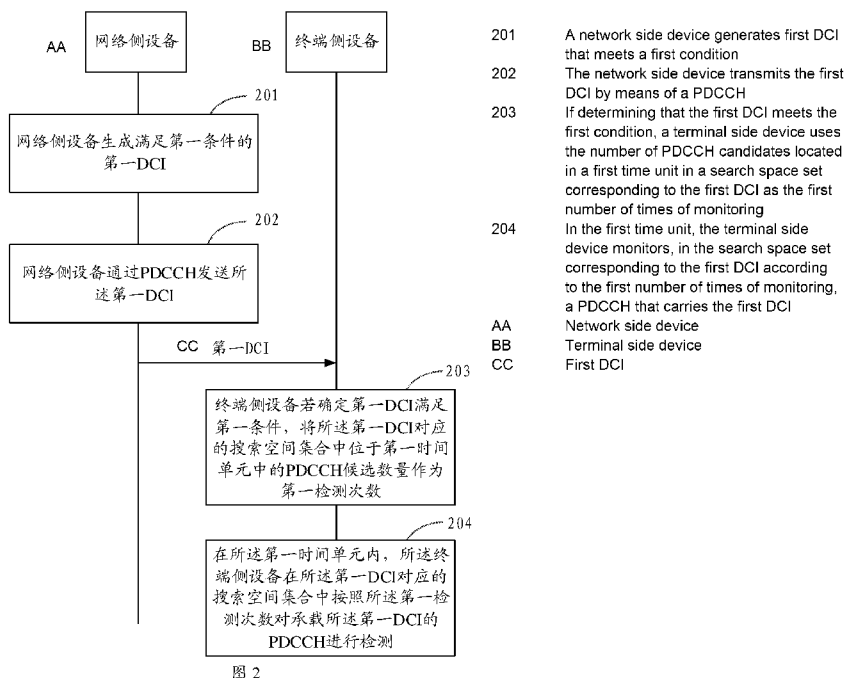 AA
网络侧设备
BB
终端侧设备
201
网络侧设备生成满足第一条件的
第一DCI
202
网络侧设备通过PDCCH发送所
述第一DCI
CC 第一DCI
203
终端侧设备若确定第一DCI满足
第一条件，将所述第一DCI对应
的搜索空间集合中位于第一时间
单元中的PDCCH候选数量作为
第一检测次数
204
在所述第一时间单元内，所述终
端侧设备在所述第一DCI对应的
搜索空间集合中按照所述第一检
测次数对承载所述第一DCI的
PDCCH进行检测
图 2
201 A network side device generates first DCI
that meets a first condition
202 The network side device transmits the first
DCI by means of a PDCCH
203 If determining that the first DCI meets the
first condition, a terminal side device uses
the number of PDCCH candidates located
in a first time unit in a search space set
corresponding to the first DCI as the first
number of times of monitoring
204 In the first time unit, the terminal side
device monitors, in the search space set
corresponding to the first DCI according
to the first number of times of monitoring,
a PDCCH that carries the first DCI
AA Network side device
BB Terminal side device
CC First DCI